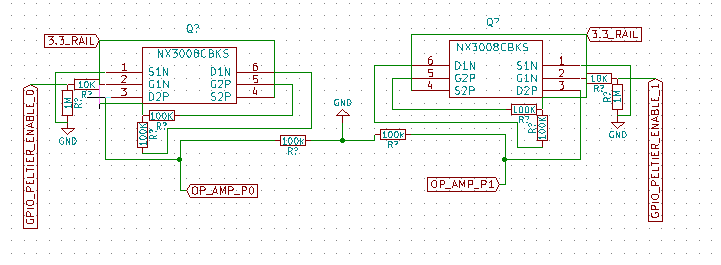 Q?
3.3_RAIL
NX3008CBKS
1
2
3
S1N
G1N
D2P
D1N
G2P
S2P
6
5
4
10K
R?
1M
R?
GND
100K
R?
100K
R?
GPIO_PELTIER_ENABLE_0
OP_AMP_P0
100k
R?
GND
100k
R?
Q?
3.3_RAIL
NX3008CBKS
6
5
4
D1N
G2P
S2P
S1N
G1N
D2P
1
2
3
10K
R?
1M
R?
GND
100K
R?
100K
R?
OP_AMP_P1
GPIO_PELTIER_ENABLE_1